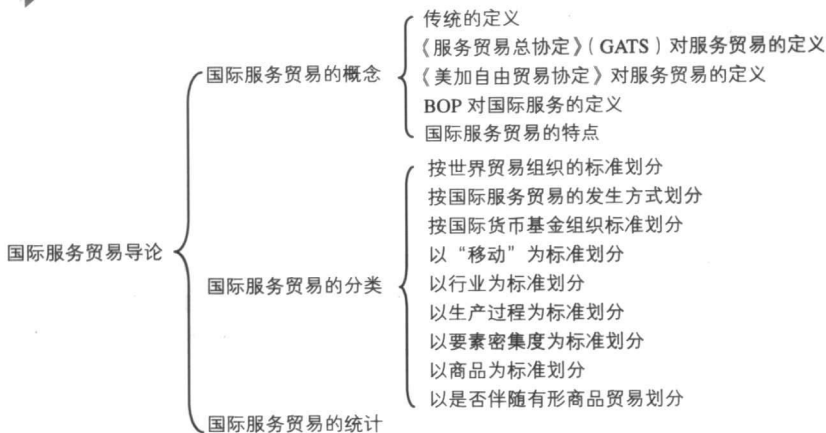 传统的定义
《服务贸易总协定》(GATS)对服务贸易的定义
国际服务贸易的概念
《美加自由贸易协定》对服务贸易的定义
BOP 对国际服务的定义
国际服务贸易的特点
按世界贸易组织的标准划分
按国际服务贸易的发生方式划分
按国际货币基金组织标准划分
国际服务贸易导论
以“移动”为标准划分
国际服务贸易的分类
以行业为标准划分
以生产过程为标准划分
以要素密集度为标准划分
以商品为标准划分
以是否伴随有形商品贸易划分
国际服务贸易的统计